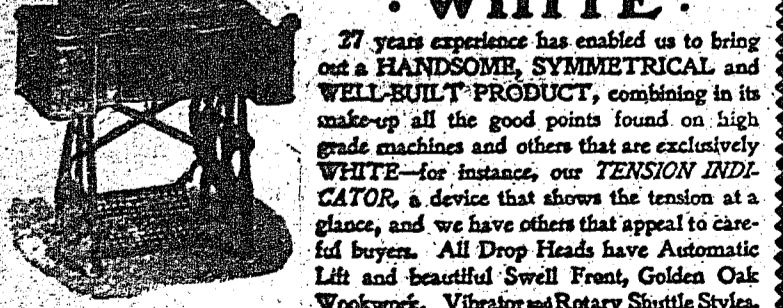 · WHITE ·
27 years experience has enabled us to bring
out a HANDSOME, SYMMETRICAL and
WELL-BUILT PRODUCT, combining in its
make-up all the good points found on high
grade machines and others that are exclusively
WHITE—for instance, our TENSION INDI-
CATOR, a device that shows the tension at a
glance, and we have others that appeal to care-
ful buyers. All Drop Heads have Automatic
Lift and beautiful Swell Front, Golden Oak
Woolwork. Vibrator and Rotary Shuttle Styles.